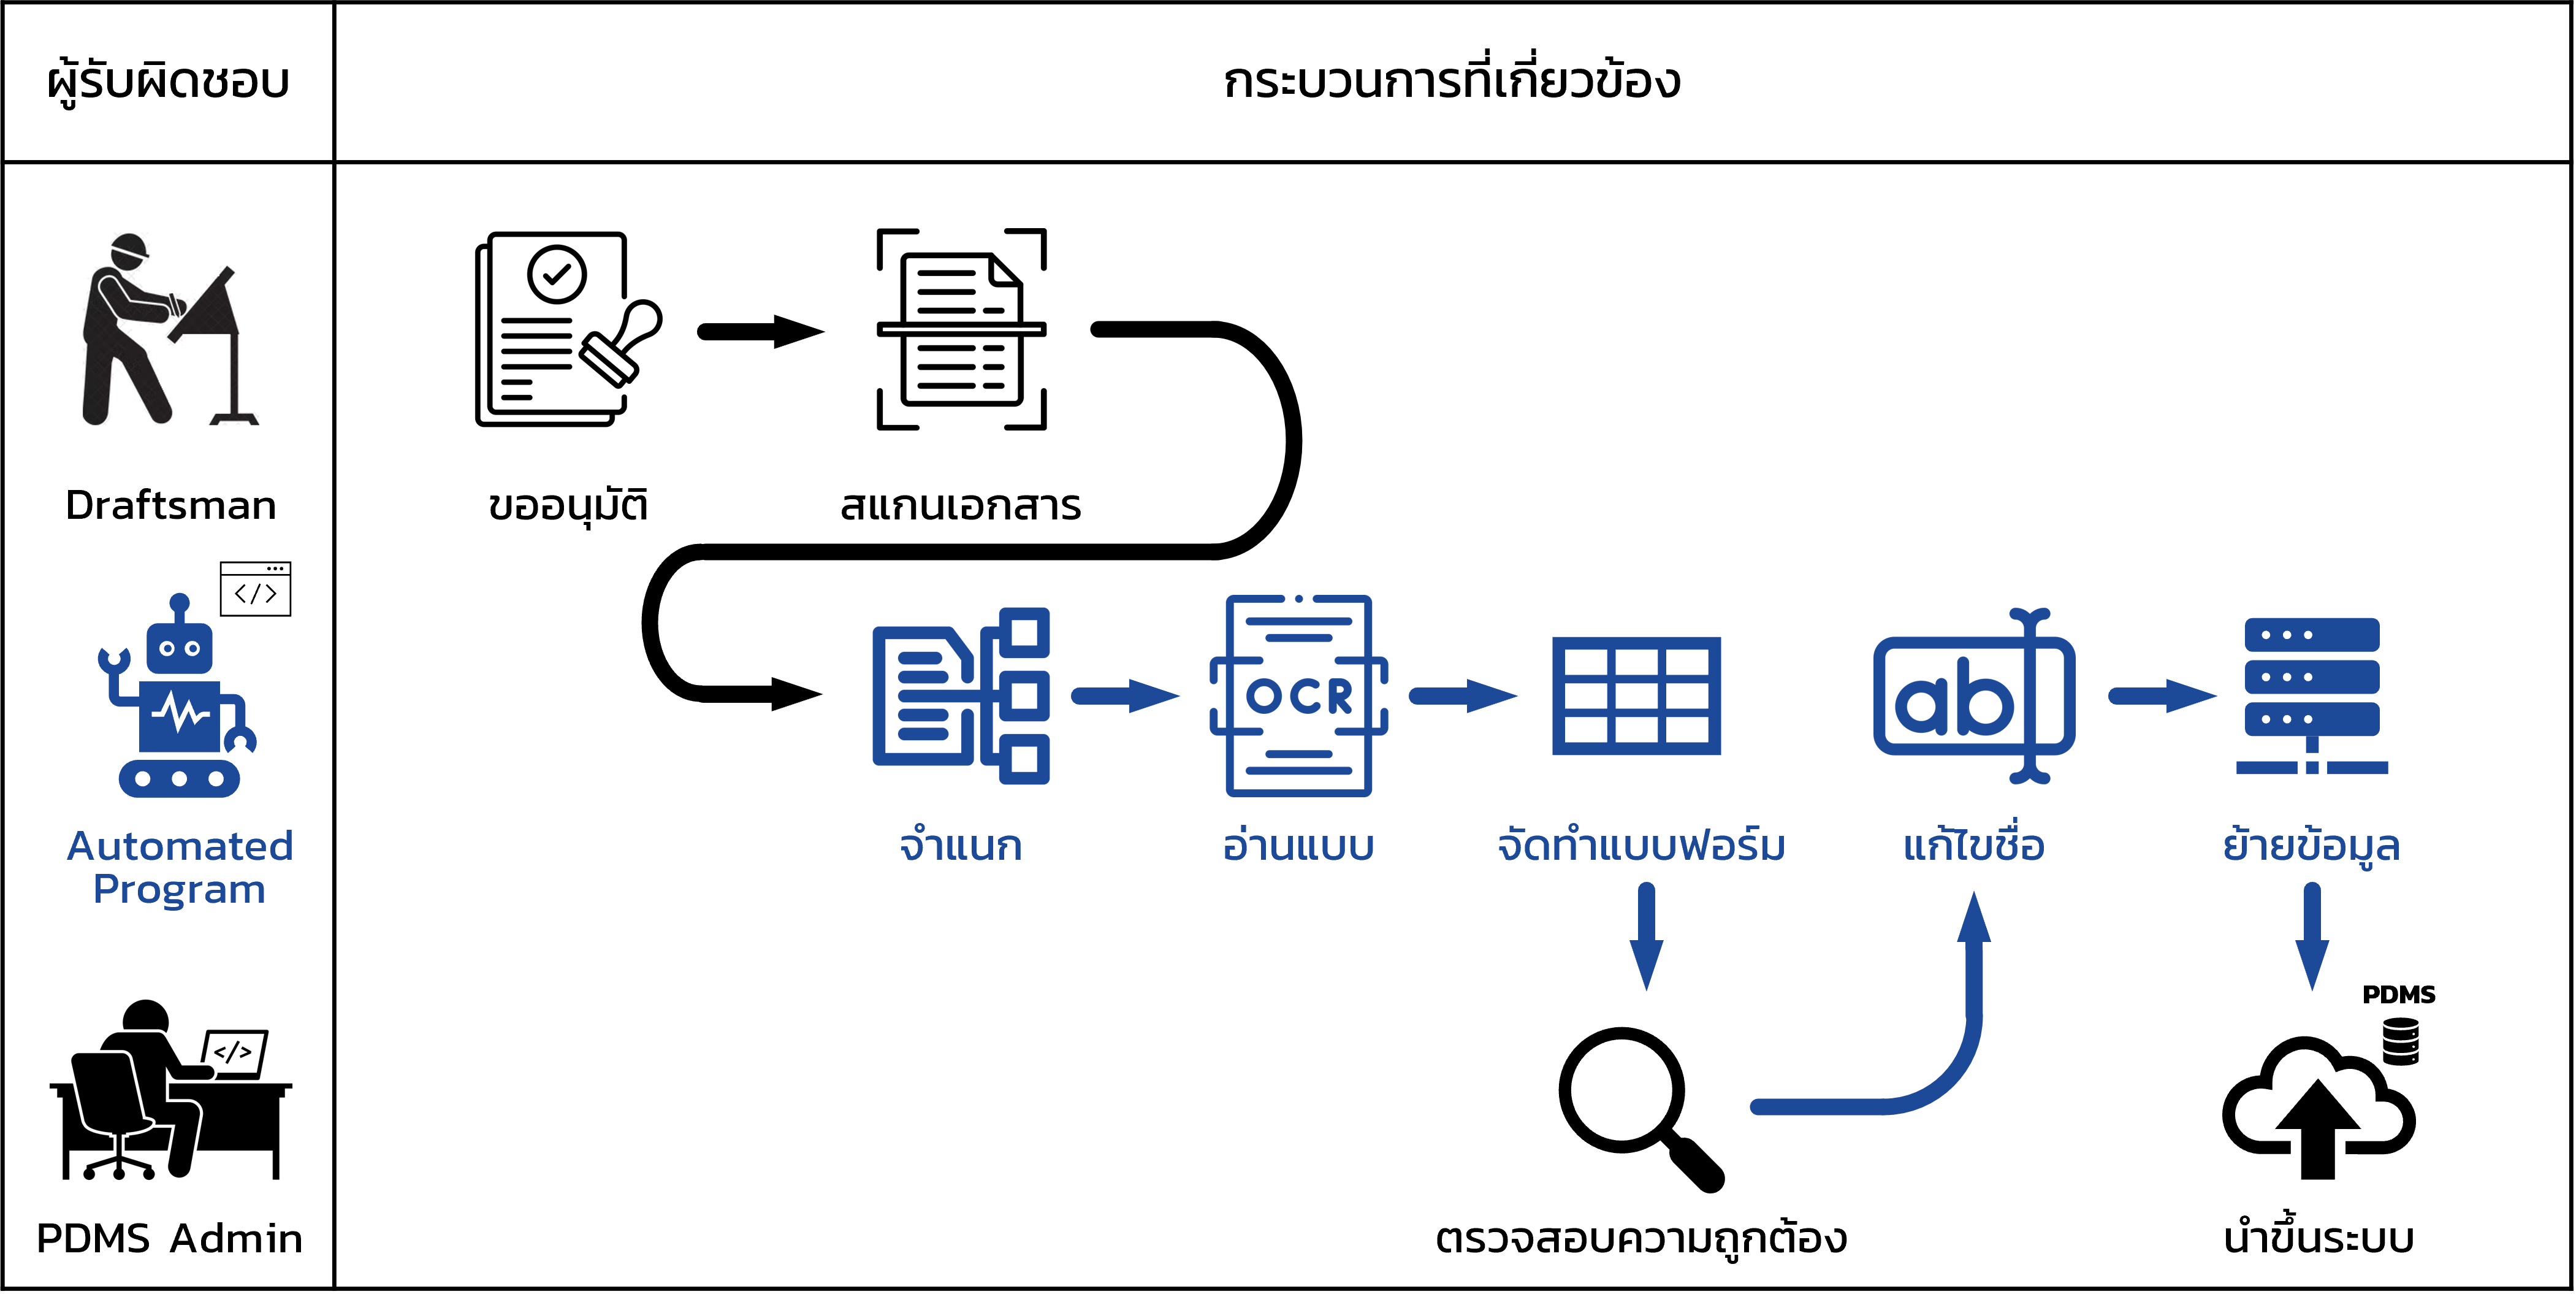 ผู้รับผิดชอบ
กระบวนการที่เกี่ยวข้อง
Draftsman
ขออนุมัติ
สแกนเอกสาร
</>
OCR
ab
Automated
Program
จำแนก
อ่านแบบ
จัดทำแบบฟอร์ม
แก้ไขชื่อ
ย้ายข้อมูล
PDMS
</>
PDMS Admin
ตรวจสอบความถูกต้อง
นำขึ้นระบบ